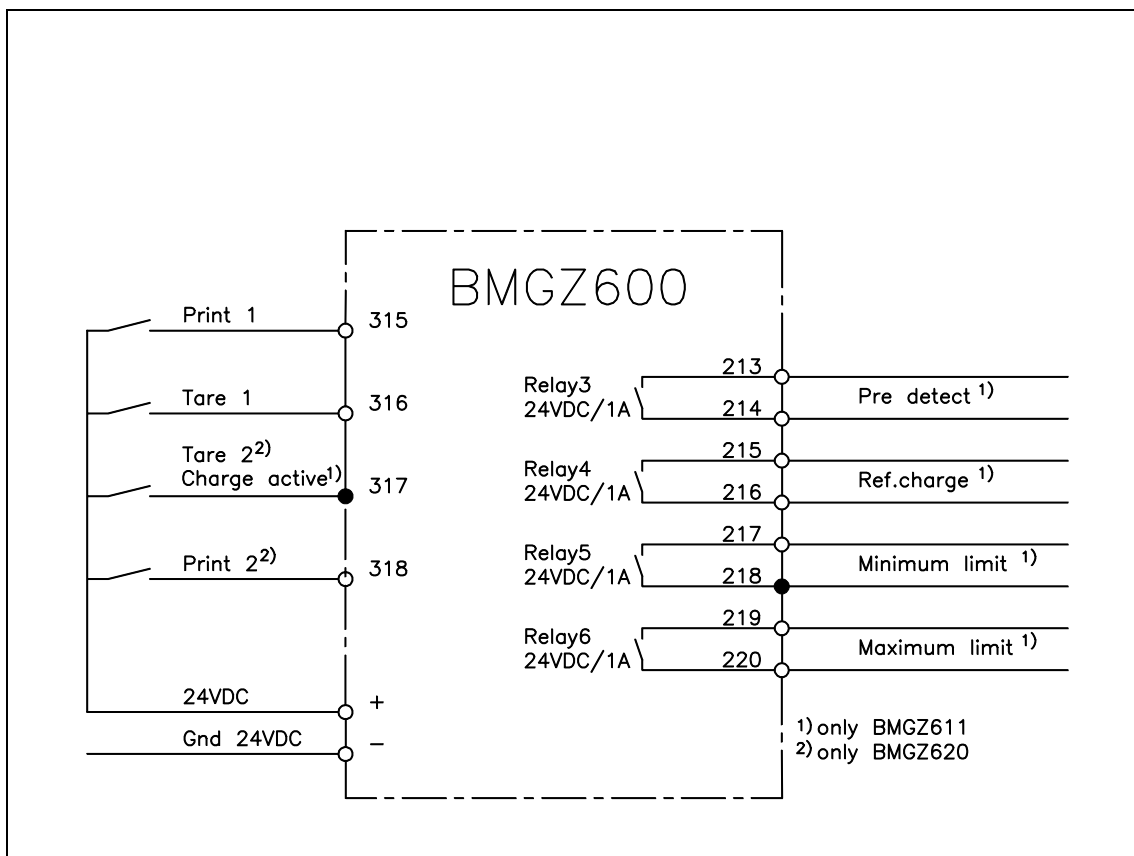 BMGZ600
Print 1
315
Tare 1
316
Tare 2²⁾
Charge active¹⁾
317
Print 2²⁾
318
24VDC
+
Gnd 24VDC
−
Relay3
24VDC/1A
213
214
Pre detect ¹⁾
Relay4
24VDC/1A
215
216
Ref.charge ¹⁾
Relay5
24VDC/1A
217
218
Minimum limit ¹⁾
Relay6
24VDC/1A
219
220
Maximum limit ¹⁾
¹⁾ only BMGZ611
²⁾ only BMGZ620